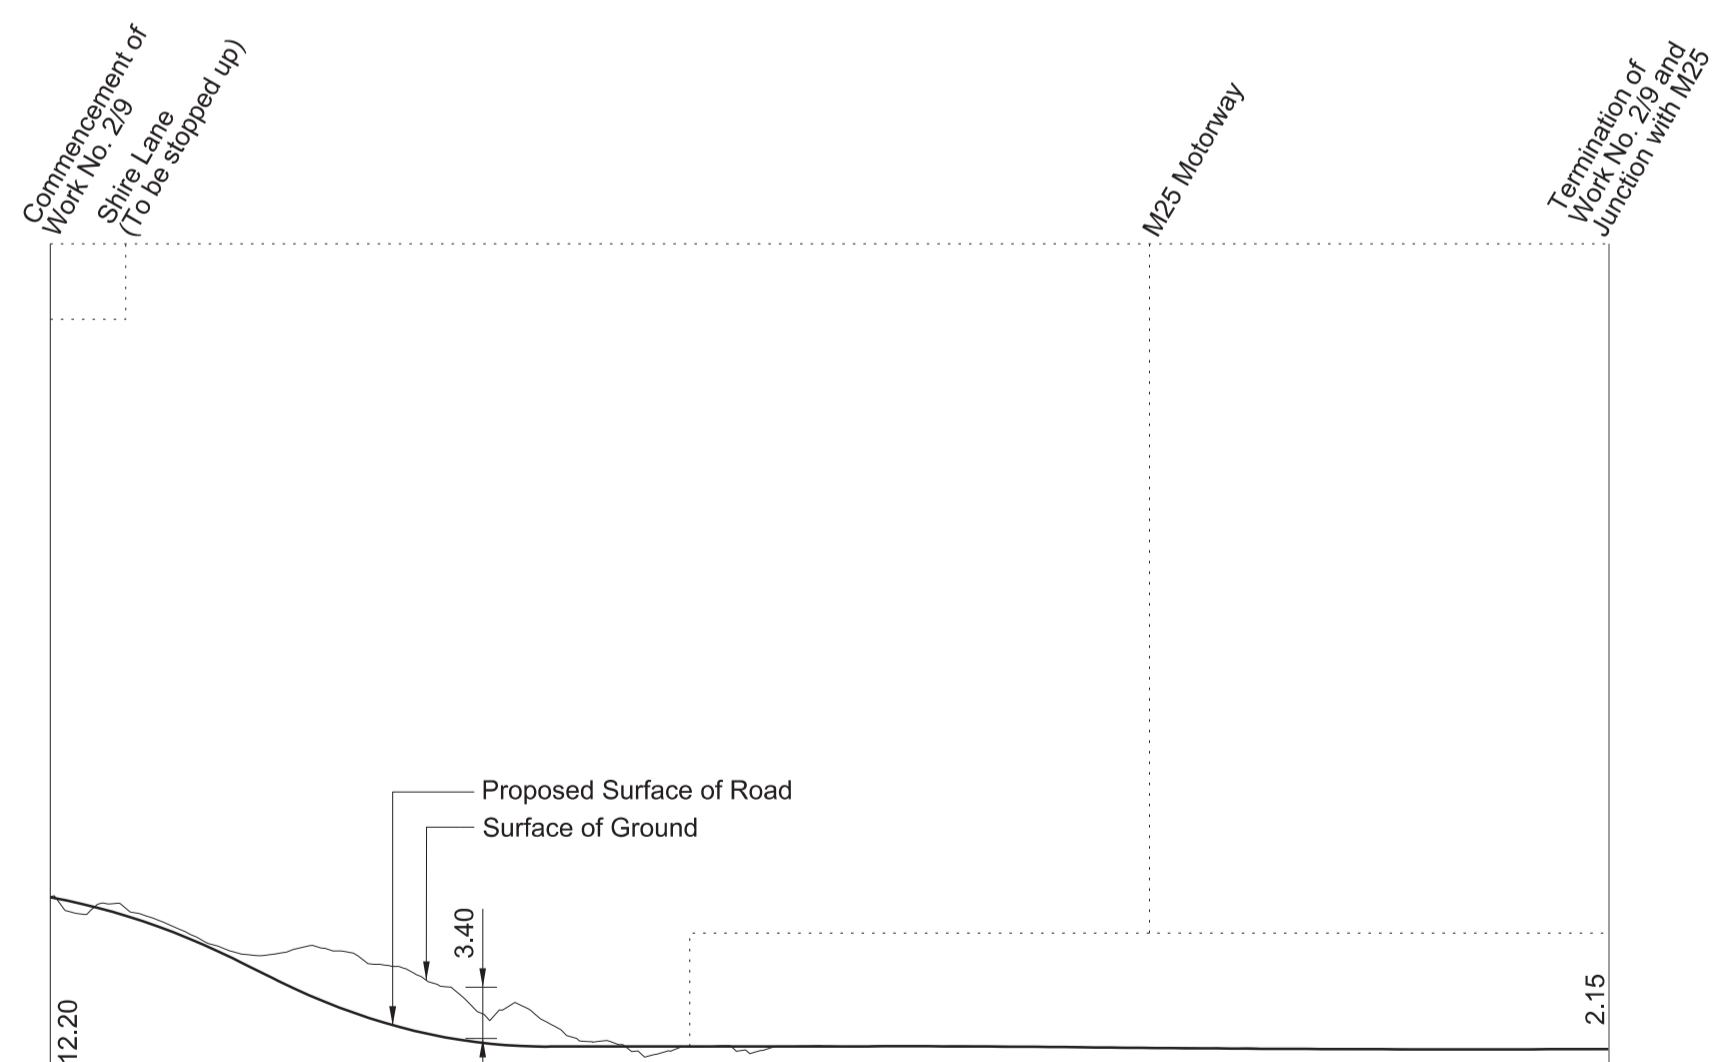 Commencement of
Work No. 2/9
Shire Lane
(To be stopped up)
M25 Motorway
Termination of
Work No. 2/9 and
Junction with M25
Proposed Surface of Road
Surface of Ground
3.40
12.20
2.15